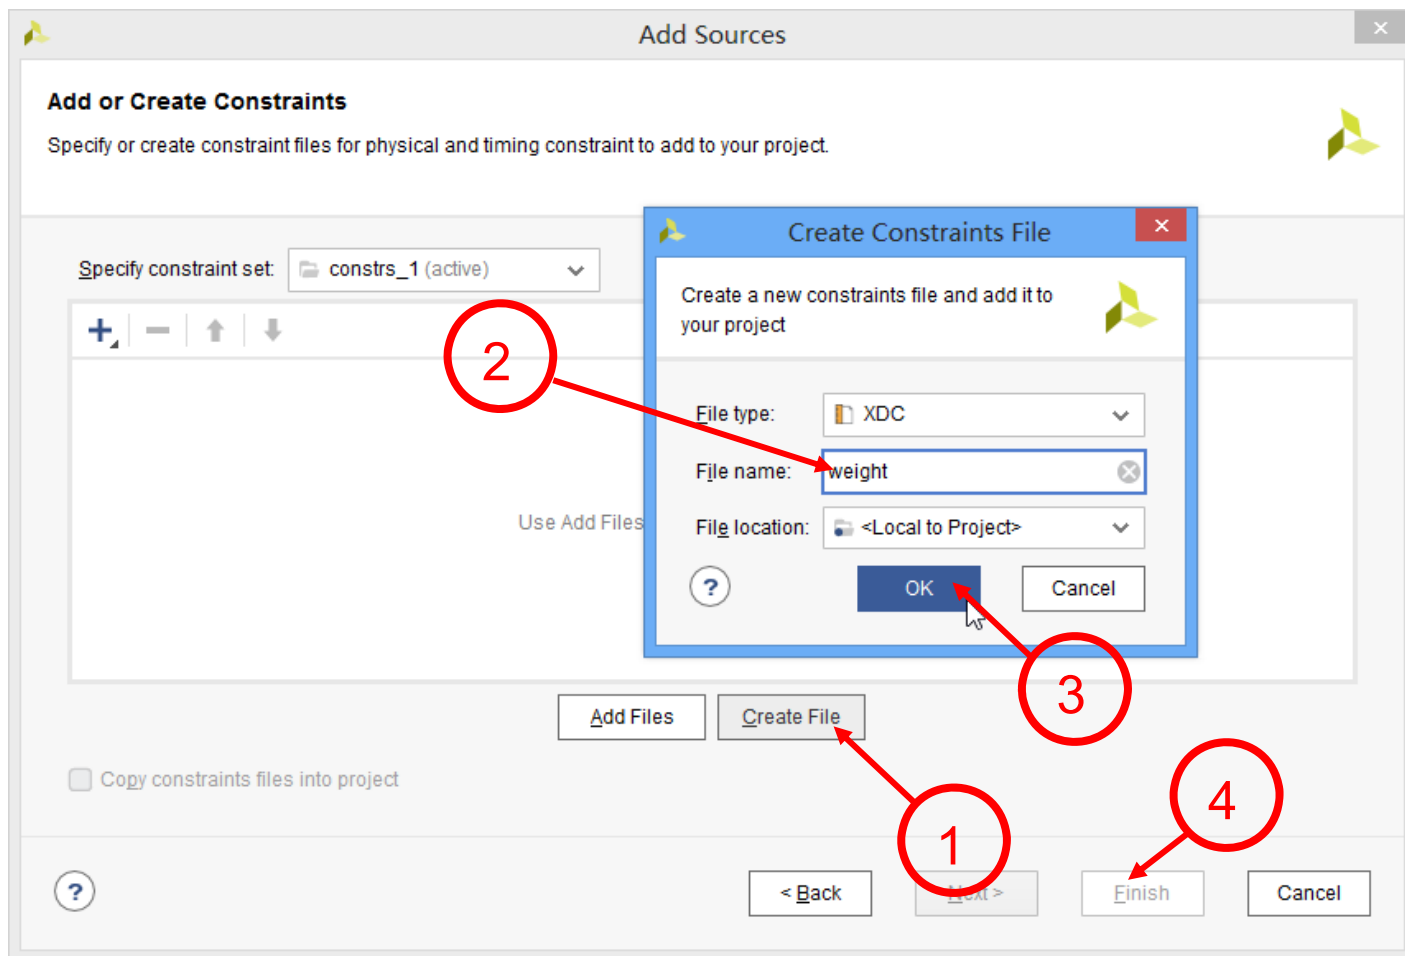 Add Sources
Add or Create Constraints
Specify or create constraint files for physical and timing constraint to add to your project.
Specify constraint set: constrs_1 (active)
Create Constraints File
Create a new constraints file and add it to
your project
2
File type: XDC
File name: weight
Use Add Files
File location: <Local to Project>
? OK Cancel
3
Add Files Create File
Copy constraints files into project
4
1
? < Back Next > Finish Cancel